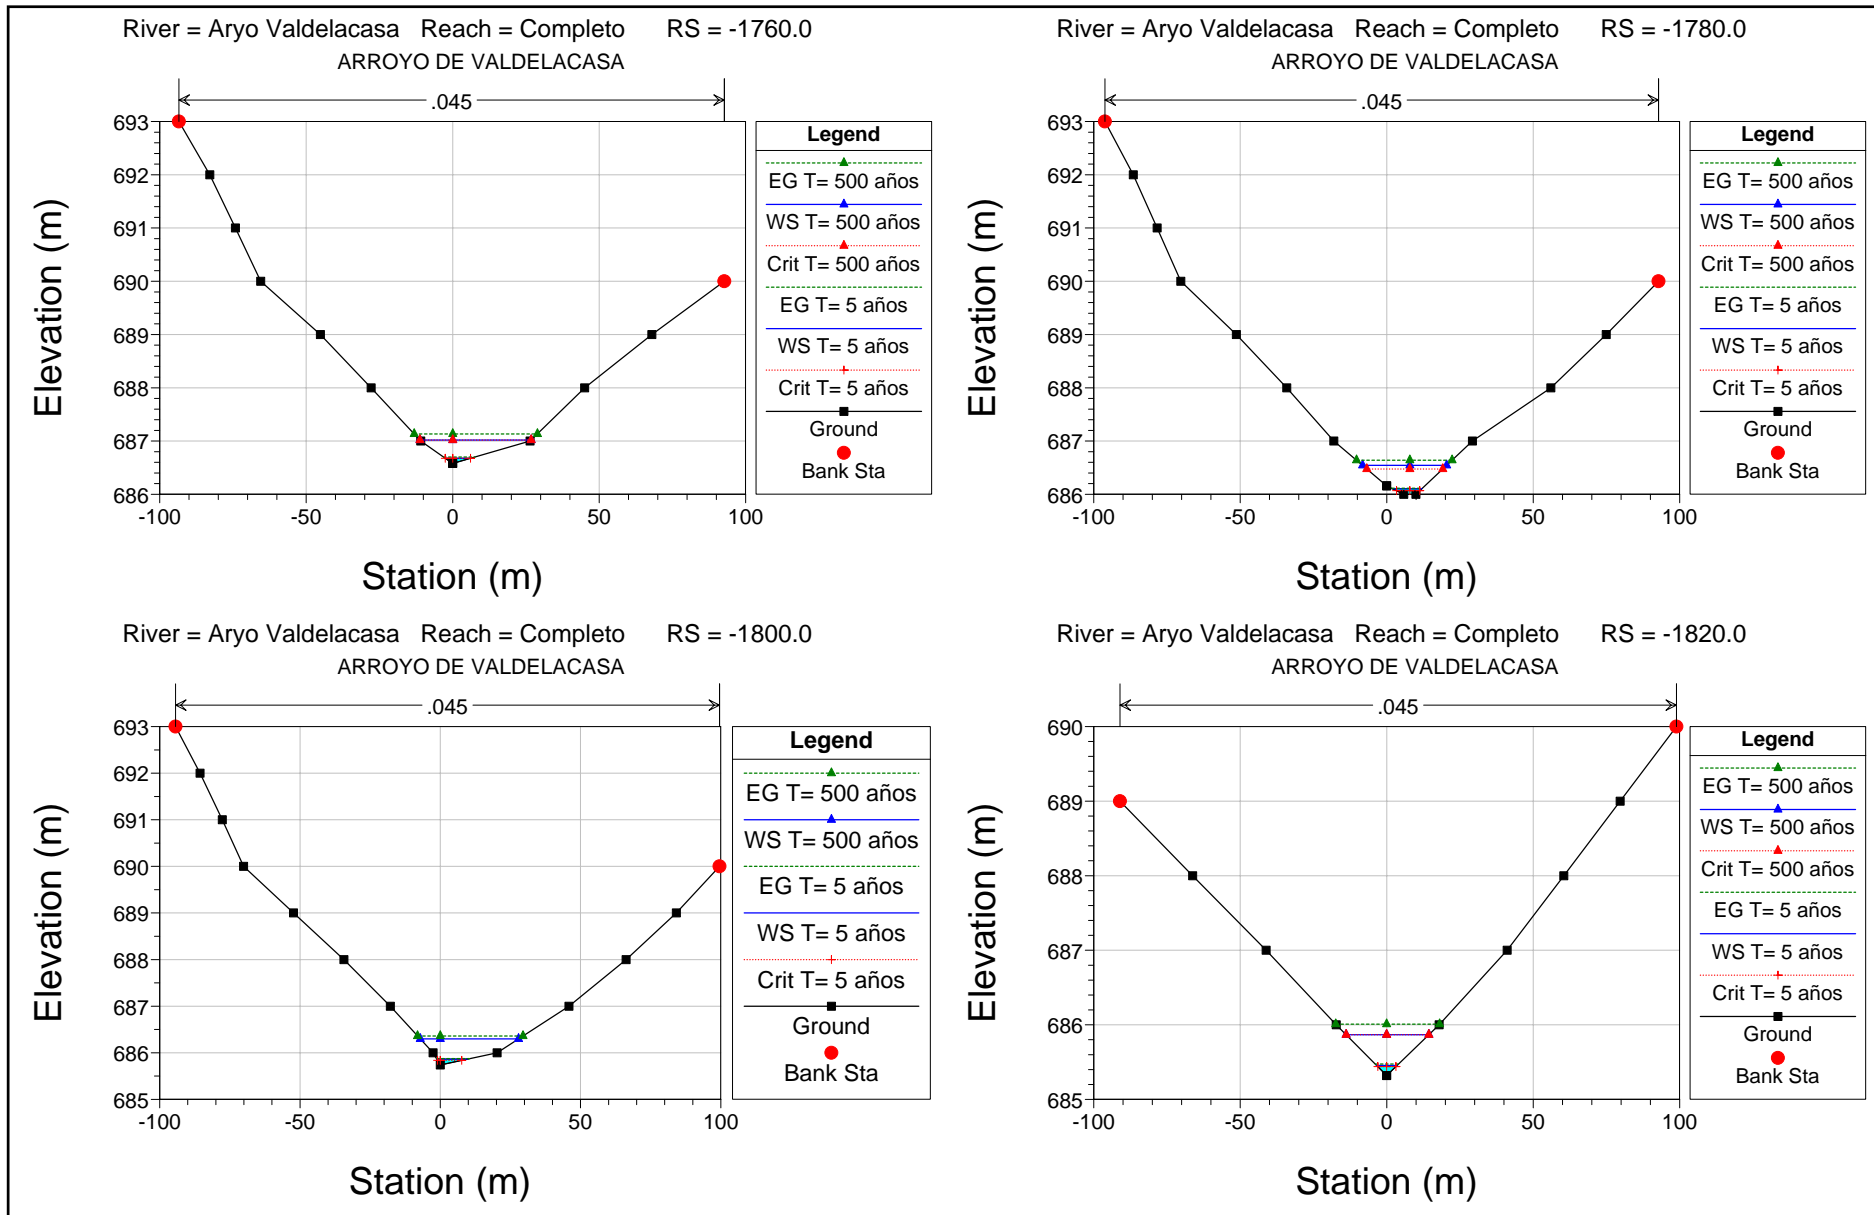 River = Aryo Valdelacasa Reach = Completo RS = -1760.0
ARROYO DE VALDELACASA
.045
693
692
691
690
689
688
687
686
-100
-50
0
50
100
Elevation (m)
Station (m)
Legend
EG T= 500 años
WS T= 500 años
Crit T= 500 años
EG T= 5 años
WS T= 5 años
Crit T= 5 años
Ground
Bank Sta
River = Aryo Valdelacasa Reach = Completo RS = -1780.0
ARROYO DE VALDELACASA
.045
693
692
691
690
689
688
687
686
-100
-50
0
50
100
Elevation (m)
Station (m)
Legend
EG T= 500 años
WS T= 500 años
Crit T= 500 años
EG T= 5 años
WS T= 5 años
Crit T= 5 años
Ground
Bank Sta
River = Aryo Valdelacasa Reach = Completo RS = -1800.0
ARROYO DE VALDELACASA
.045
693
692
691
690
689
688
687
686
685
-100
-50
0
50
100
Elevation (m)
Station (m)
Legend
EG T= 500 años
WS T= 500 años
EG T= 5 años
WS T= 5 años
Crit T= 5 años
Ground
Bank Sta
River = Aryo Valdelacasa Reach = Completo RS = -1820.0
ARROYO DE VALDELACASA
.045
690
689
688
687
686
685
-100
-50
0
50
100
Elevation (m)
Station (m)
Legend
EG T= 500 años
WS T= 500 años
Crit T= 500 años
EG T= 5 años
WS T= 5 años
Crit T= 5 años
Ground
Bank Sta